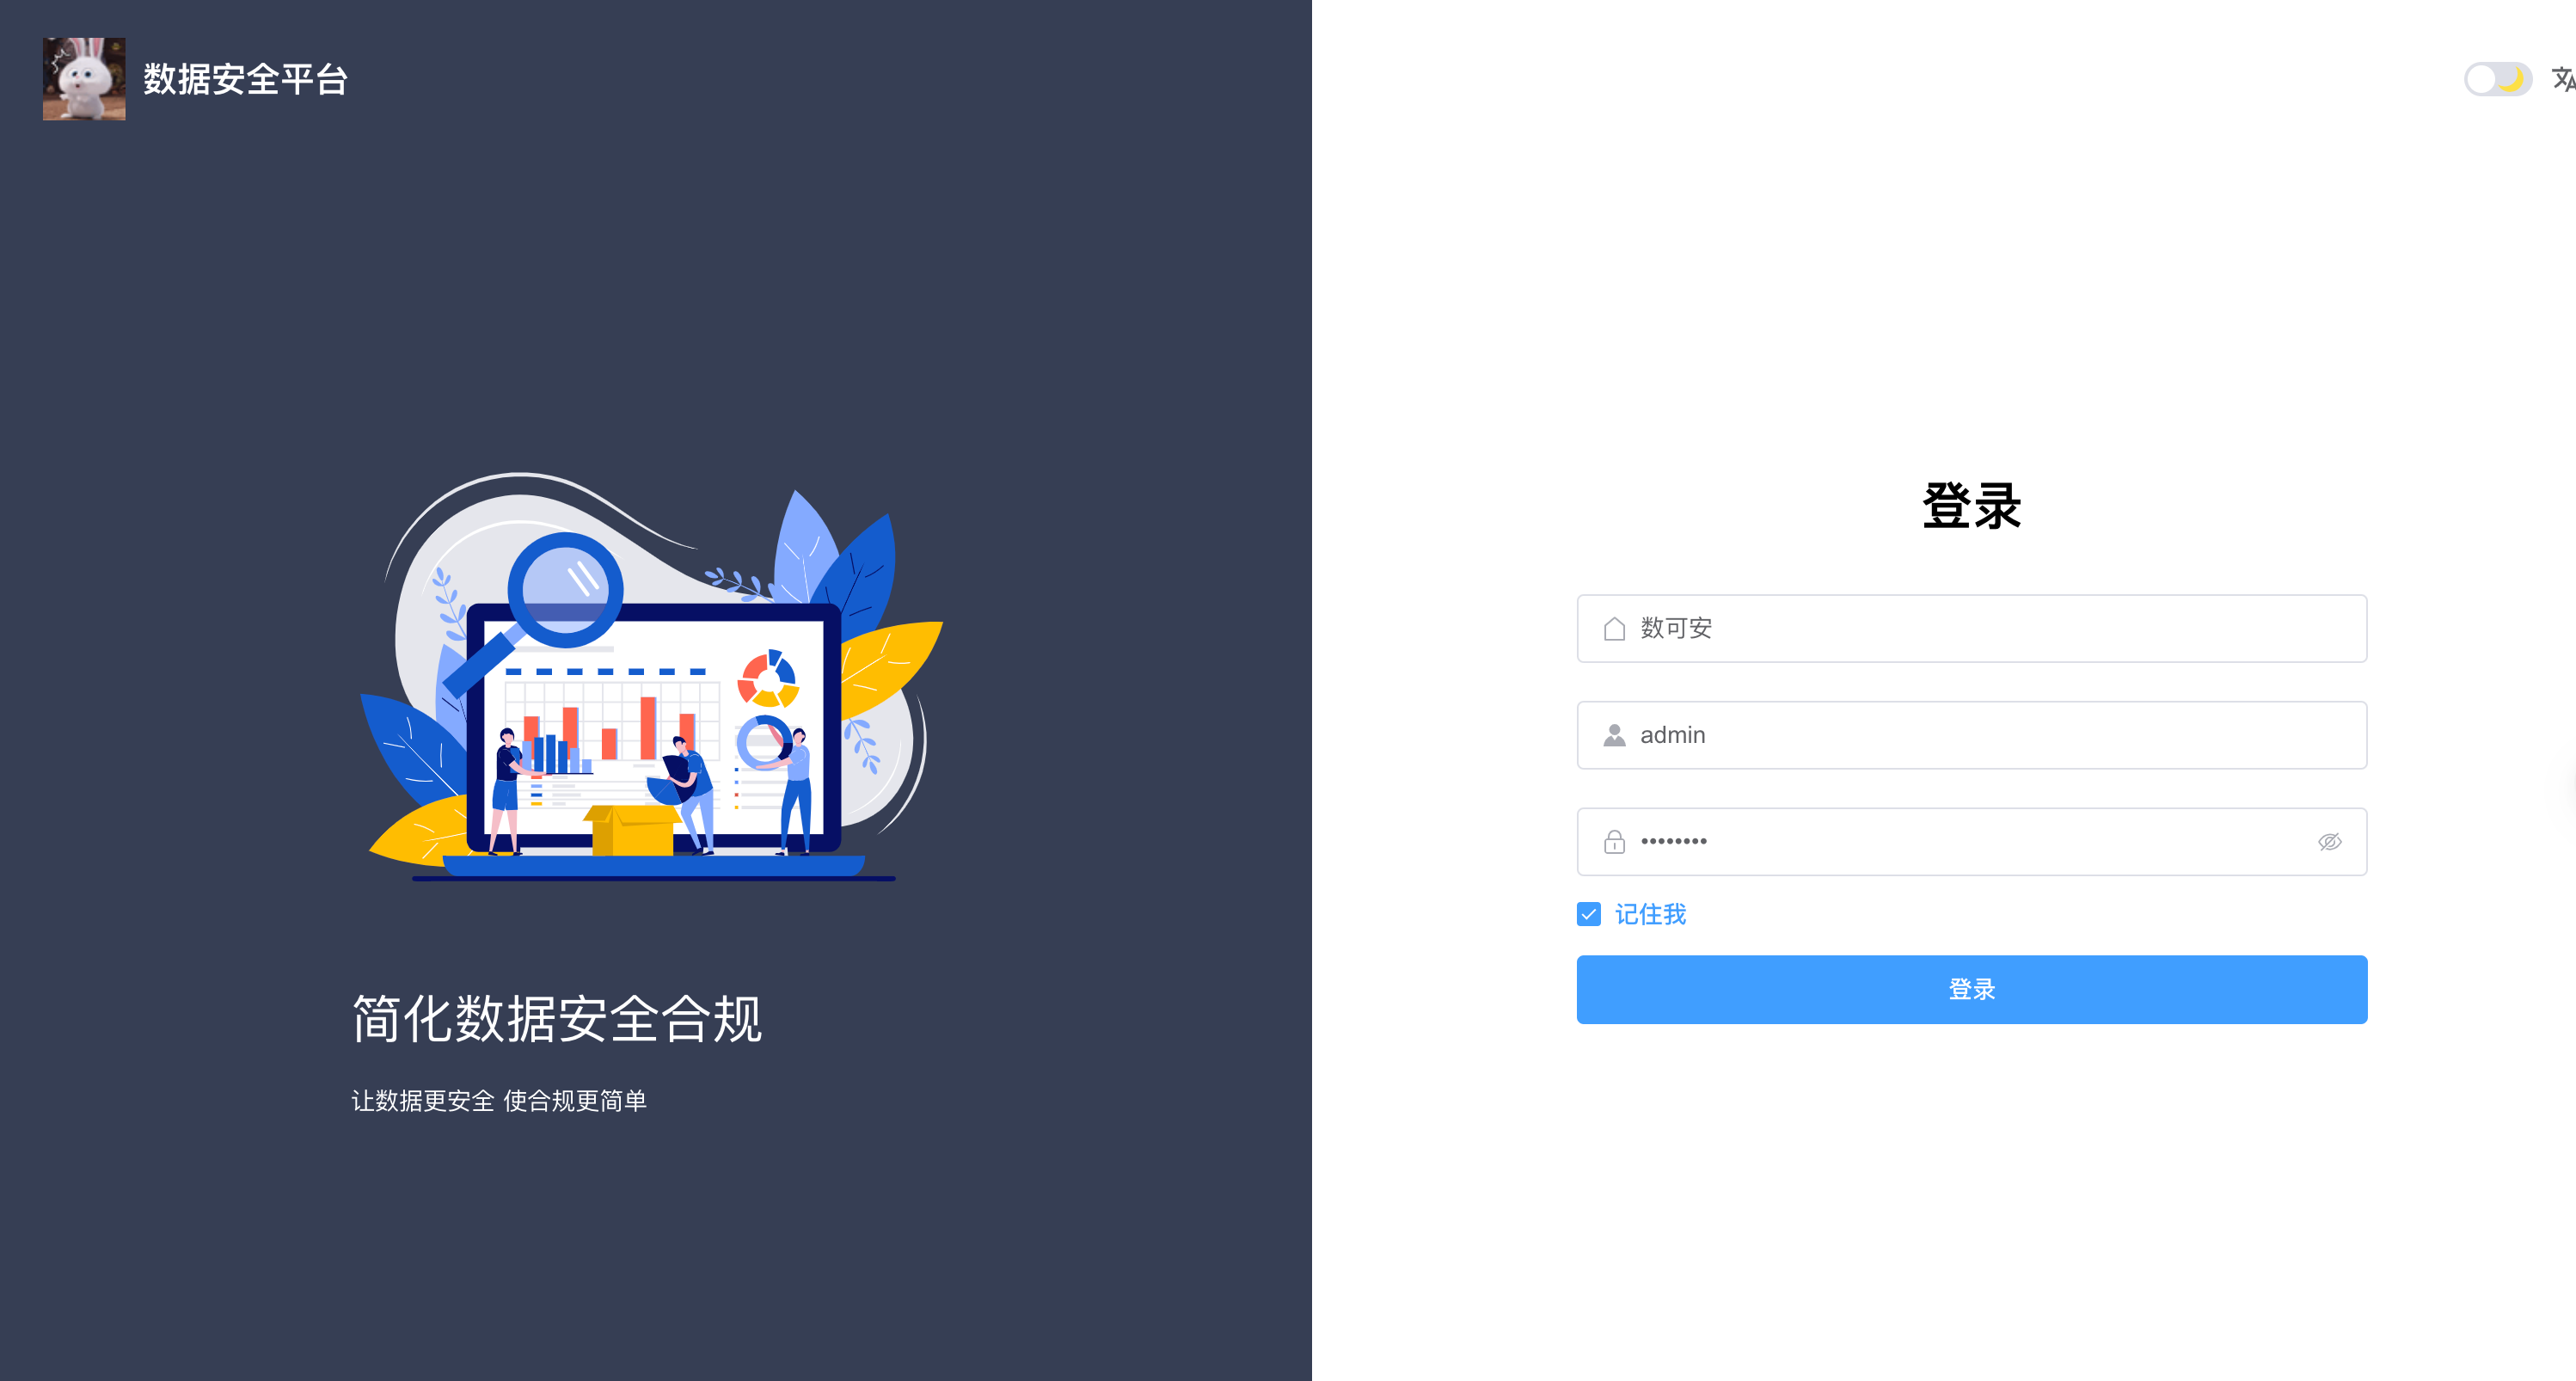 数据安全平台
简化数据安全合规
让数据更安全 使合规更简单
登录
数可安
admin
••••••••
记住我
登录